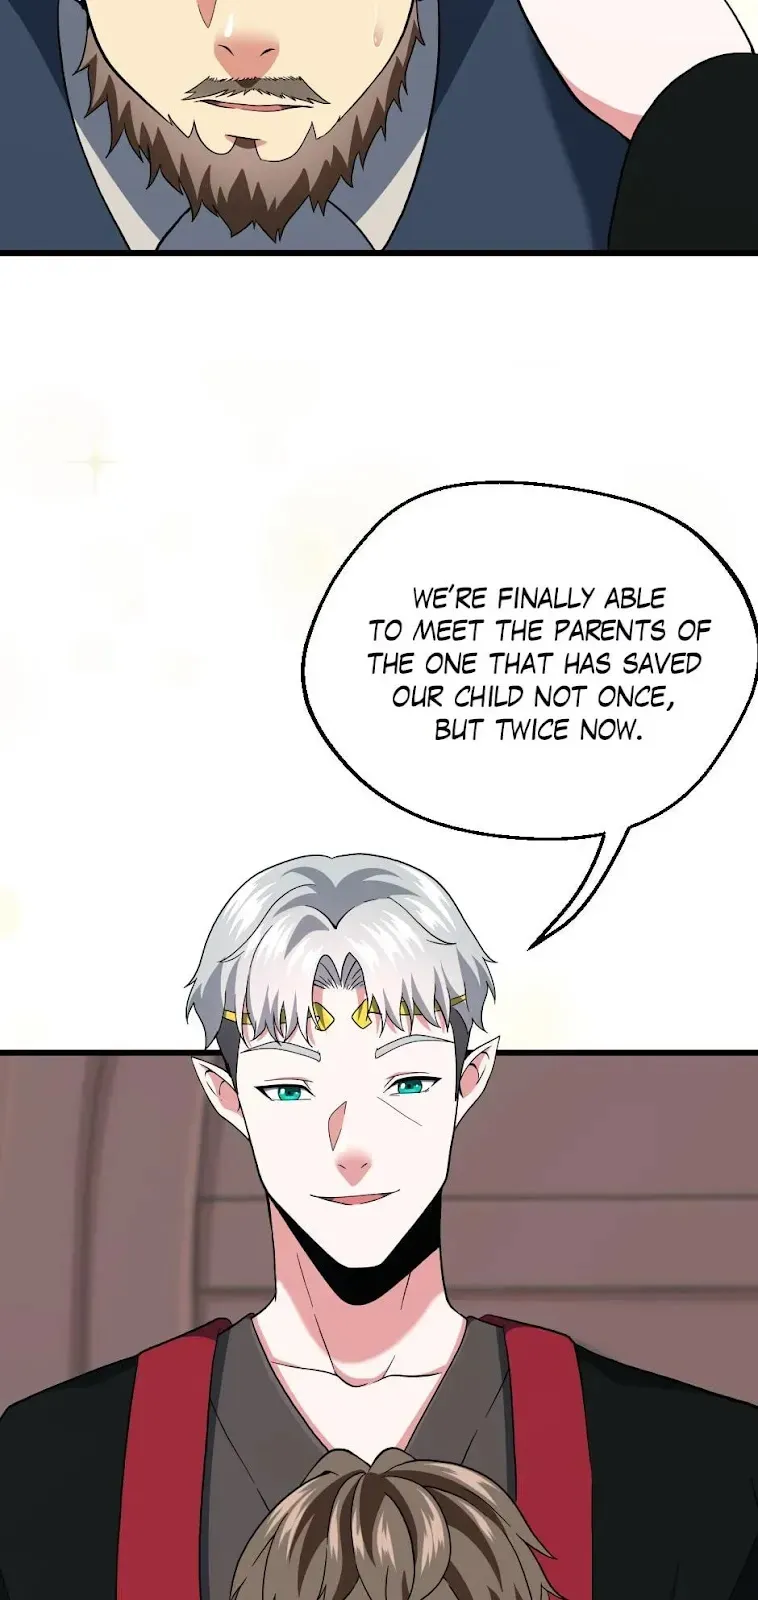 WE'RE FINALLY ABLE
TO MEET THE PARENTS OF
THE ONE THAT HAS SAVED
OUR CHILD NOT ONCE,
BUT TWICE NOW.